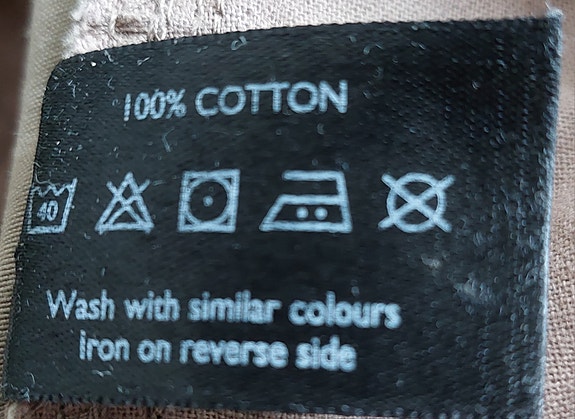 100% COTTON
40
Wash with similar colours
Iron on reverse side